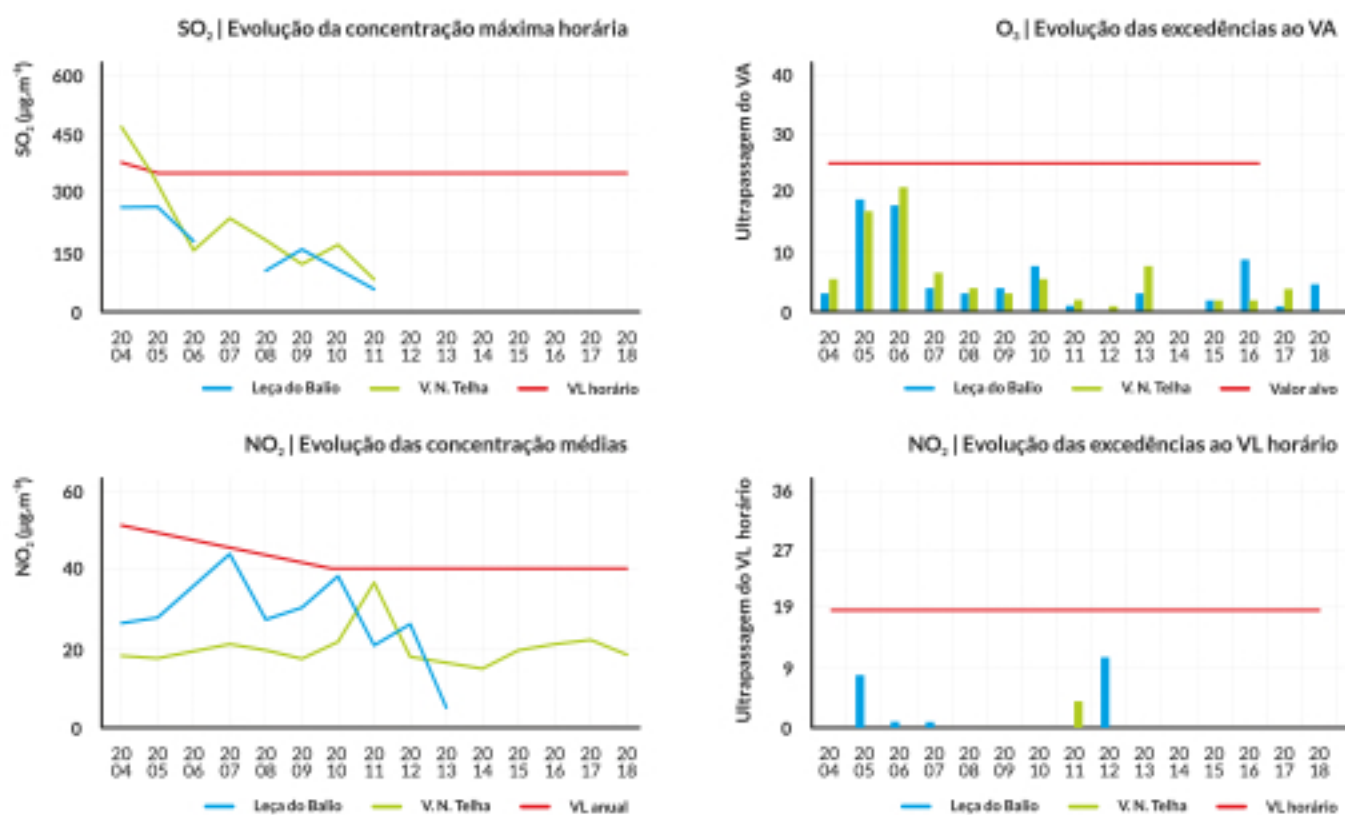 SO₂ | Evolução da concentração máxima horária
SO₂ (µg.m⁻³)
600
450
300
150
0
20 20 20 20 20 20 20 20 20 20 20 20 20 20 20
04 05 06 07 08 09 10 11 12 13 14 15 16 17 18
Leça do Balio V. N. Telha VL horário
O₃ | Evolução das excedências ao VA
Ultrapassagem do VA
40
30
20
10
0
20 20 20 20 20 20 20 20 20 20 20 20 20 20 20
04 05 06 07 08 09 10 11 12 13 14 15 16 17 18
Leça do Balio V. N. Telha Valor alvo
NO₂ | Evolução das concentração médias
NO₂ (µg.m⁻³)
60
40
20
0
20 20 20 20 20 20 20 20 20 20 20 20 20 20 20
04 05 06 07 08 09 10 11 12 13 14 15 16 17 18
Leça do Balio V. N. Telha VL anual
NO₂ | Evolução das excedências ao VL horário
Ultrapassagem do VL horário
36
27
19
9
0
20 20 20 20 20 20 20 20 20 20 20 20 20 20 20
04 05 06 07 08 09 10 11 12 13 14 15 16 17 18
Leça do Balio V. N. Telha VL horário